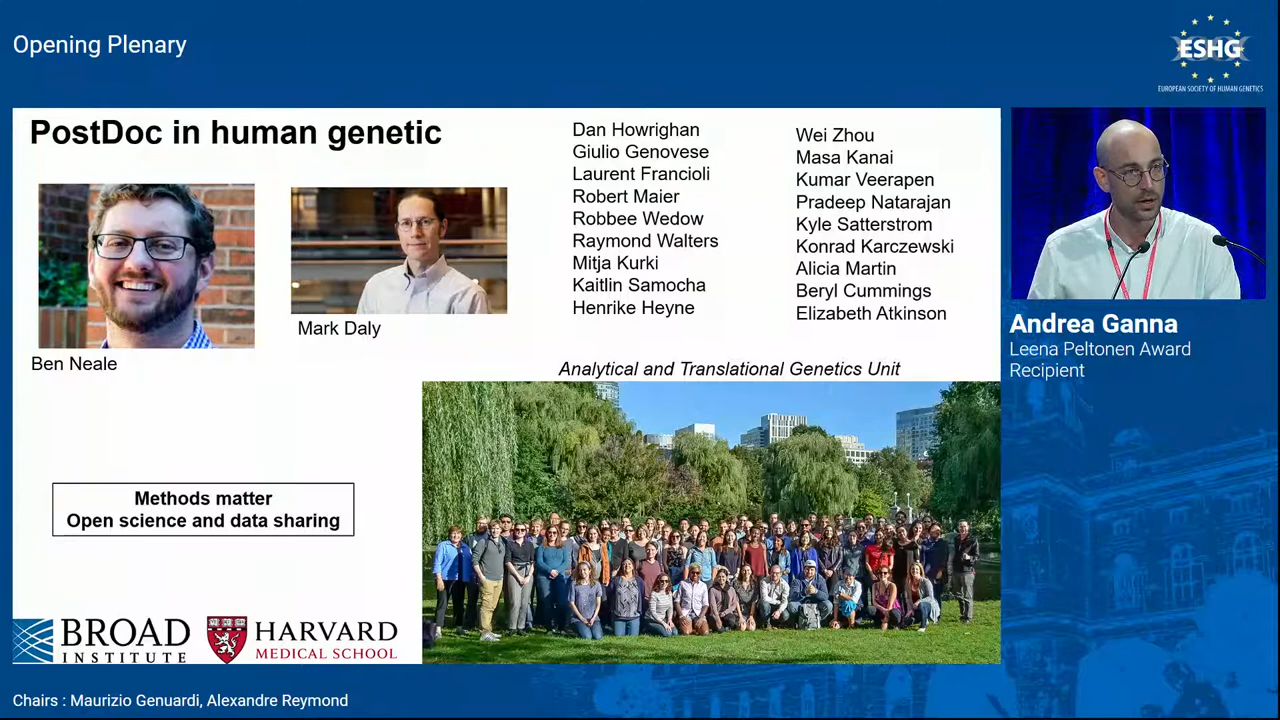 Opening Plenary
ESHG
EUROPEAN SOCIETY OF HUMAN GENETICS
PostDoc in human genetic
Ben Neale
Mark Daly
Dan Howrighan
Giulio Genovese
Laurent Francioli
Robert Maier
Robbee Wedow
Raymond Walters
Mitja Kurki
Kaitlin Samocha
Henrike Heyne
Wei Zhou
Masa Kanai
Kumar Veerapen
Pradeep Natarajan
Kyle Satterstrom
Konrad Karczewski
Alicia Martin
Beryl Cummings
Elizabeth Atkinson
Analytical and Translational Genetics Unit
Methods matter
Open science and data sharing
BROAD
INSTITUTE
HARVARD
MEDICAL SCHOOL
Andrea Ganna
Leena Peltonen Award
Recipient
Chairs : Maurizio Genuardi, Alexandre Reymond